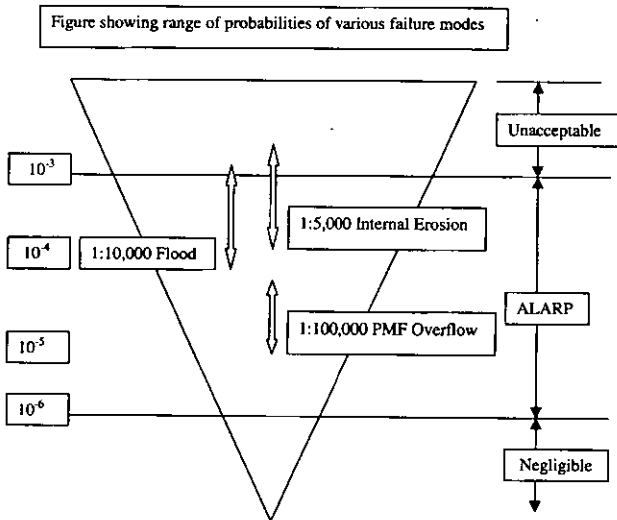 Figure showing range of probabilities of various failure modes
Unacceptable
10-3
1:5,000 Internal Erosion
10-4
1:10,000 Flood
ALARP
1:100,000 PMF Overflow
10-5
10-6
Negligible